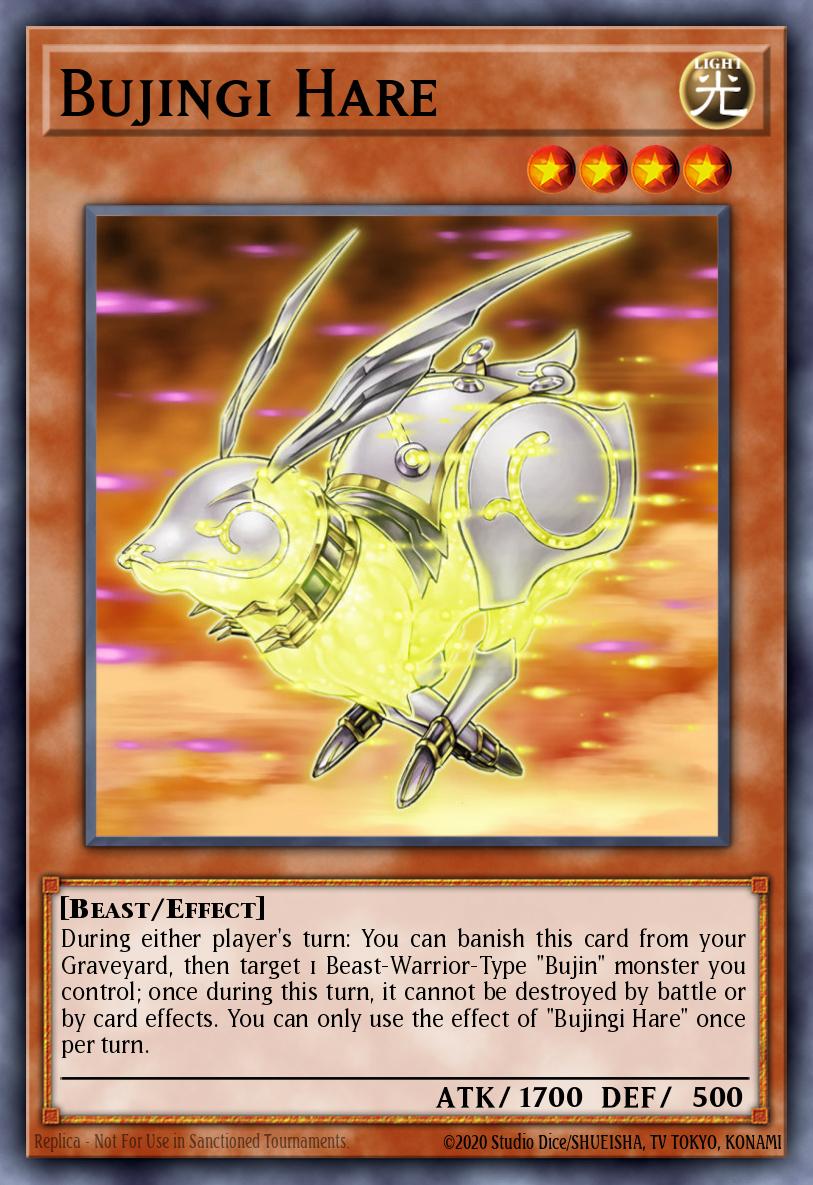 Bujingi Hare
LIGHT
光
[Beast/Effect]
During either player's turn: You can banish this card from your
Graveyard, then target 1 Beast-Warrior-Type "Bujin" monster you
control; once during this turn, it cannot be destroyed by battle or
by card effects. You can only use the effect of "Bujingi Hare" once
per turn.
ATK/ 1700 DEF/ 500
Replica - Not For Use in Sanctioned Tournaments.
©2020 Studio Dice/SHUEISHA, TV TOKYO, KONAMI